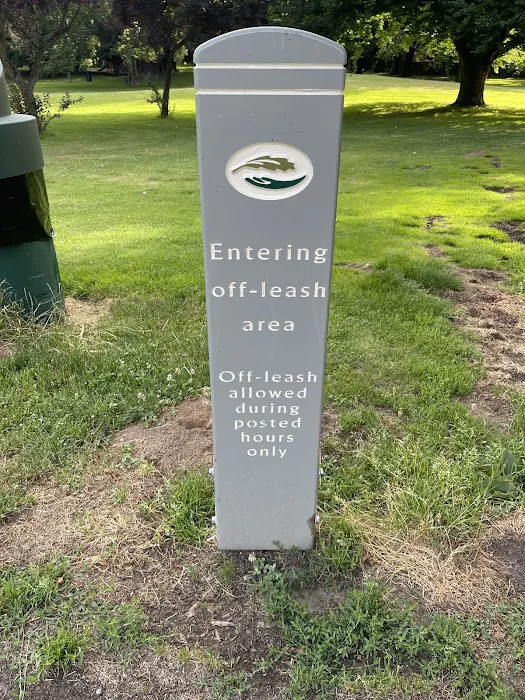 Entering
off-leash
area
Off-leash
allowed
during
posted
hours
only